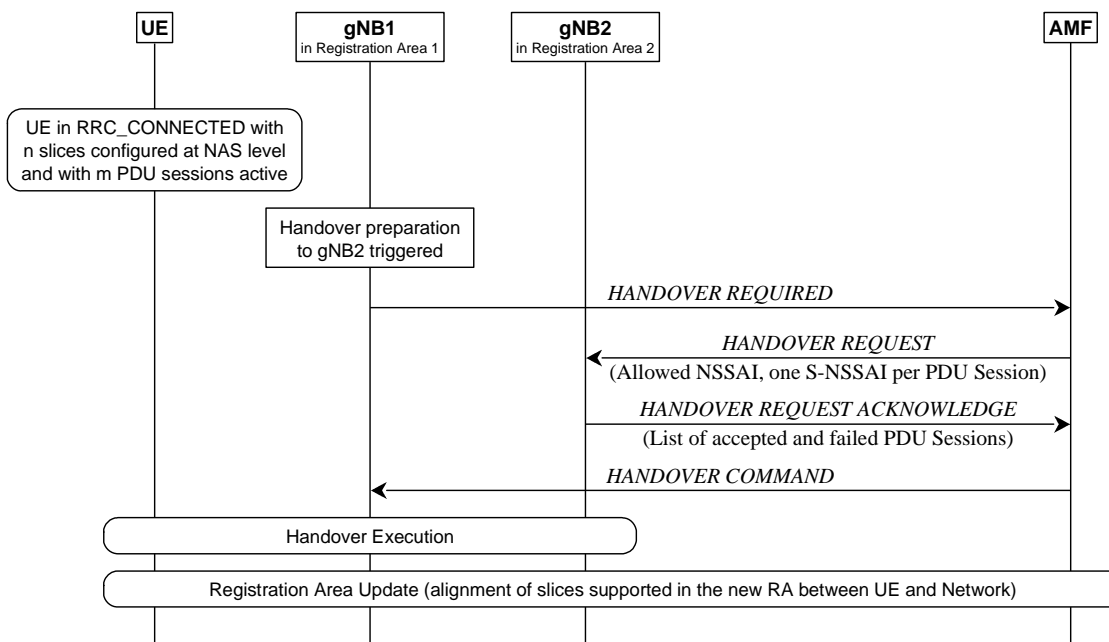 UE
gNB1
in Registration Area 1
gNB2
in Registration Area 2
AMF
UE in RRC_CONNECTED with
n slices configured at NAS level
and with m PDU sessions active
Handover preparation
to gNB2 triggered
HANDOVER REQUIRED
HANDOVER REQUEST
(Allowed NSSAI, one S-NSSAI per PDU Session)
HANDOVER REQUEST ACKNOWLEDGE
(List of accepted and failed PDU Sessions)
HANDOVER COMMAND
Handover Execution
Registration Area Update (alignment of slices supported in the new RA between UE and Network)